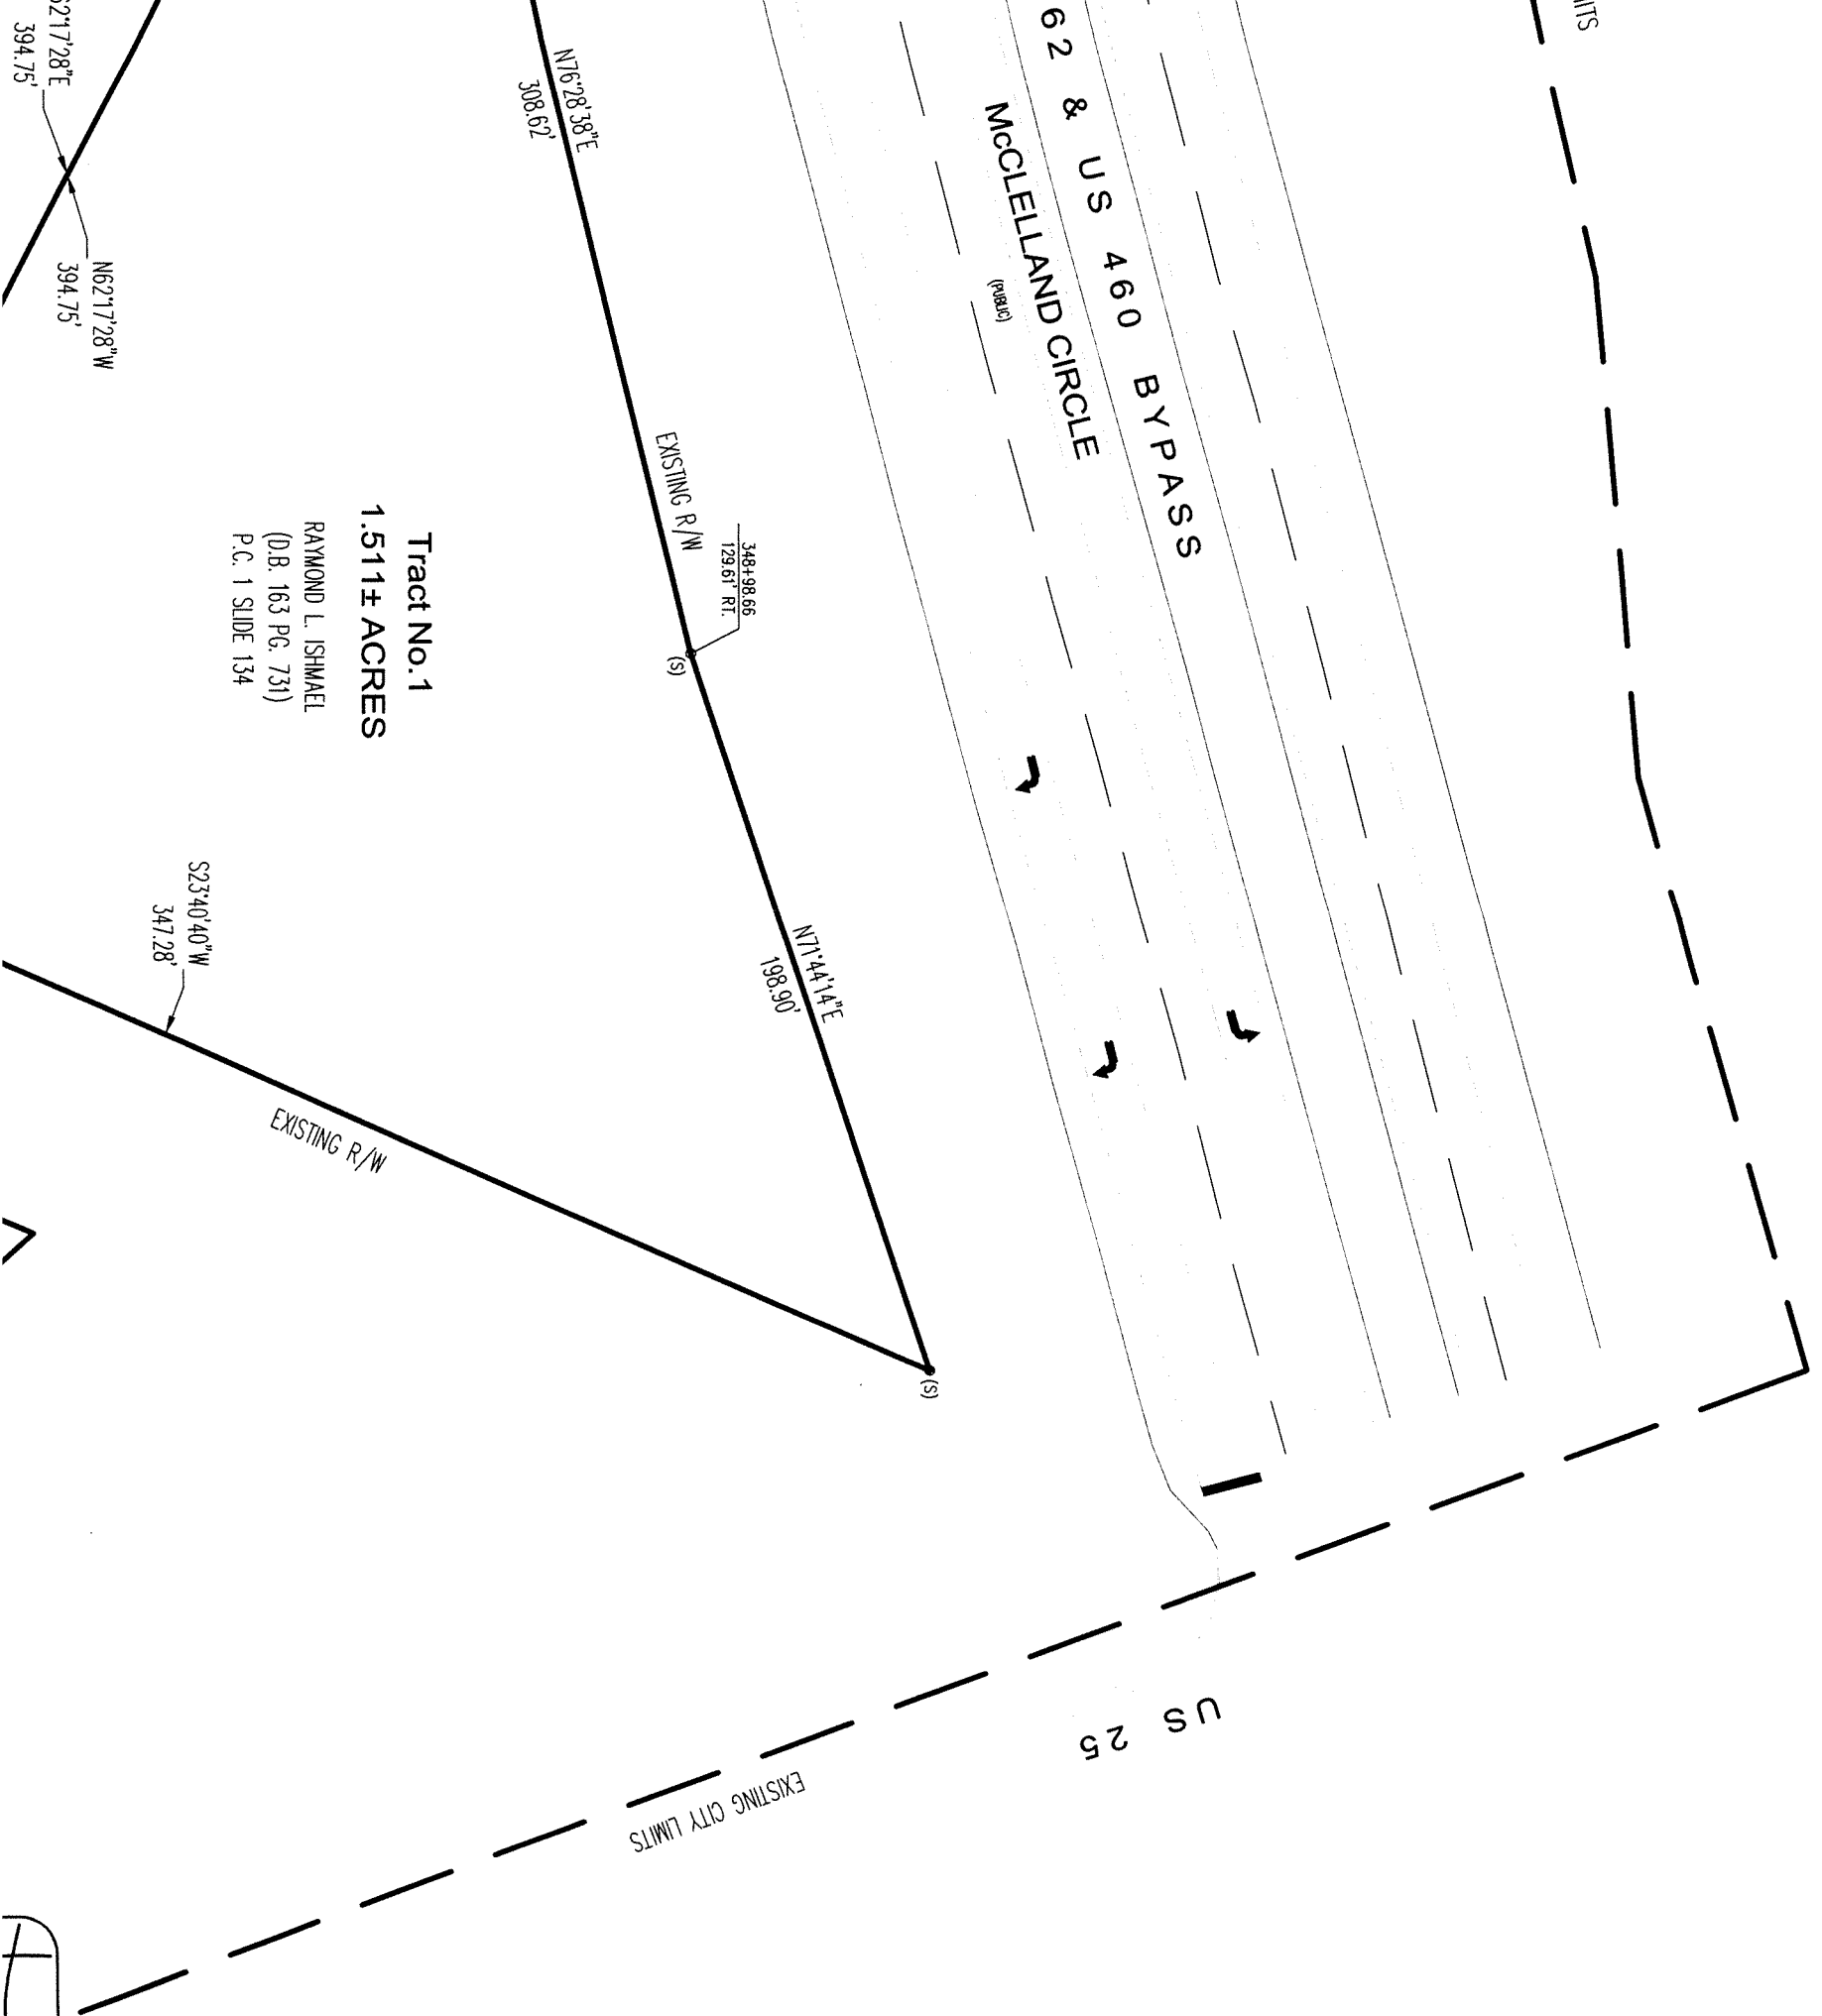 ITS
62 & US 460 BYPASS
McCLELLAND CIRCLE
(PUBLIC)
N76°28'38"E
308.62'
EXISTING R/W
348+98.66
129.61' RT.
(S)
N71°44'14"E
198.90'
(S)
62°17'28"E
394.75'
N62°17'28"W
394.75'
Tract No.1
1.511± ACRES
RAYMOND L. ISHMAEL
(D.B. 163 PG. 731)
P.C. 1 SLIDE 134
S23°40'40"W
347.28'
EXISTING R/W
US 25
EXISTING CITY LIMITS